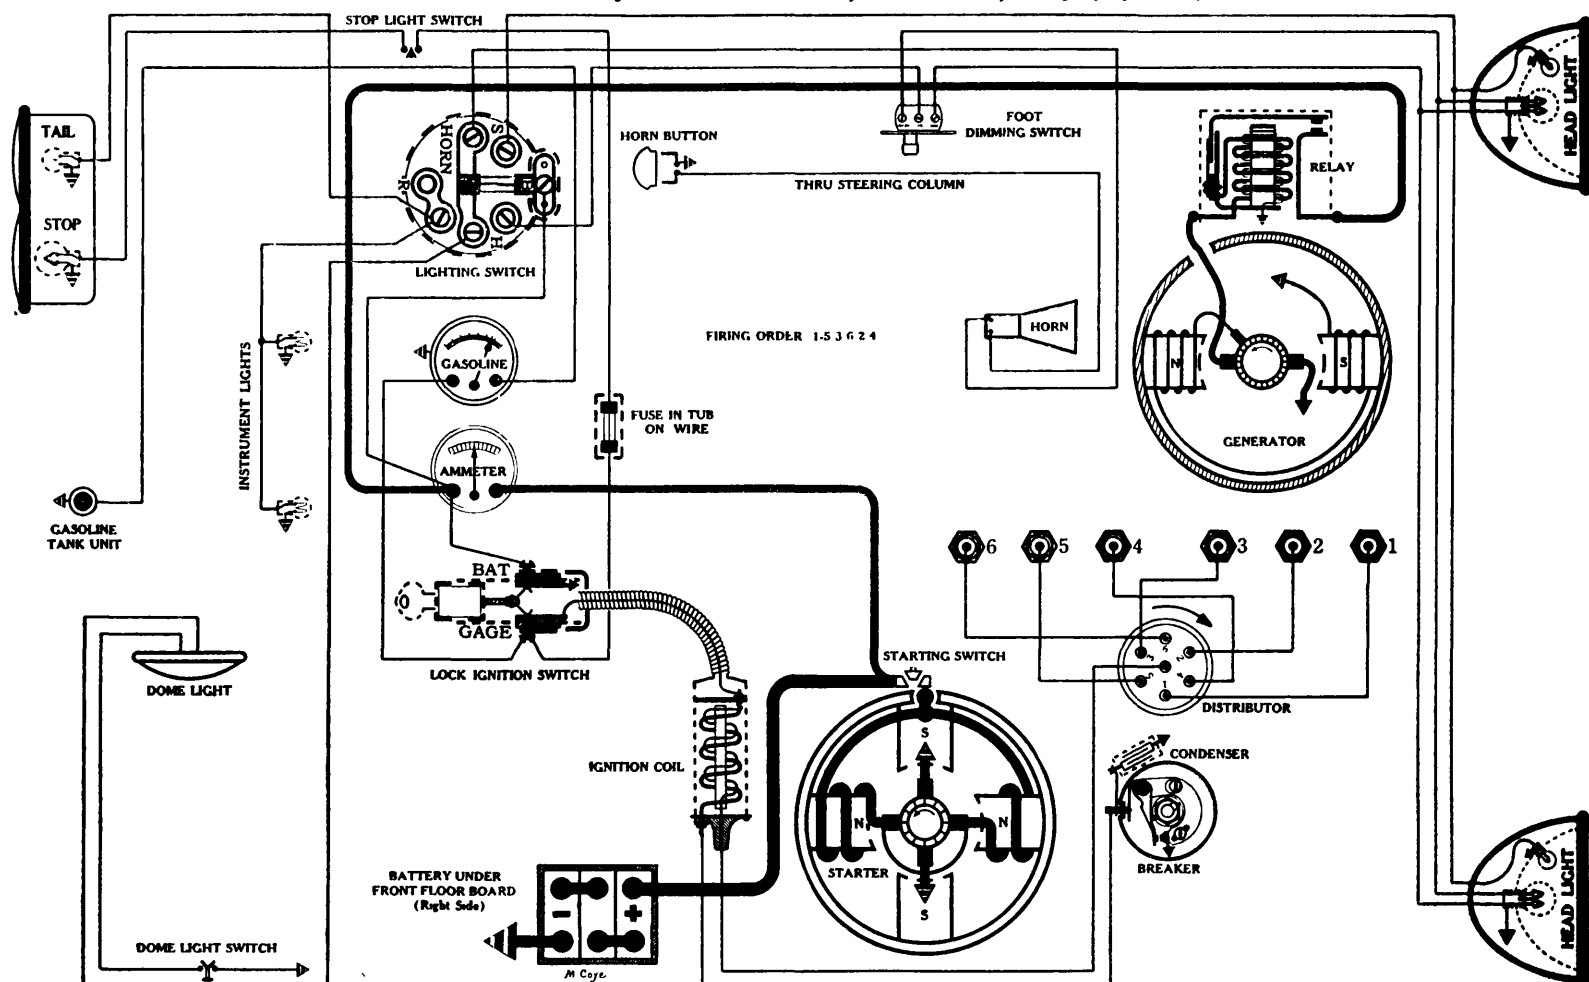 STOP LIGHT SWITCH
TAIL
STOP
HORN
S
R
H
LIGHTING SWITCH
HORN BUTTON
THRU STEERING COLUMN
FOOT
DIMMING SWITCH
RELAY
HEAD LIGHT
GASOLINE
INSTRUMENT LIGHTS
FIRING ORDER 1-5 3 6 2 4
HORN
N
S
GENERATOR
FUSE IN TUB
ON WIRE
AMMETER
GASOLINE
TANK UNIT
BAT
GAGE
LOCK IGNITION SWITCH
6
5
4
3
2
1
DOME LIGHT
STARTING SWITCH
DISTRIBUTOR
IGNITION COIL
CONDENSER
BREAKER
S
N
N
S
STARTER
BATTERY UNDER
FRONT FLOOR BOARD
(Right Side)
- +
M Coye
DOME LIGHT SWITCH
HEAD LIGHT